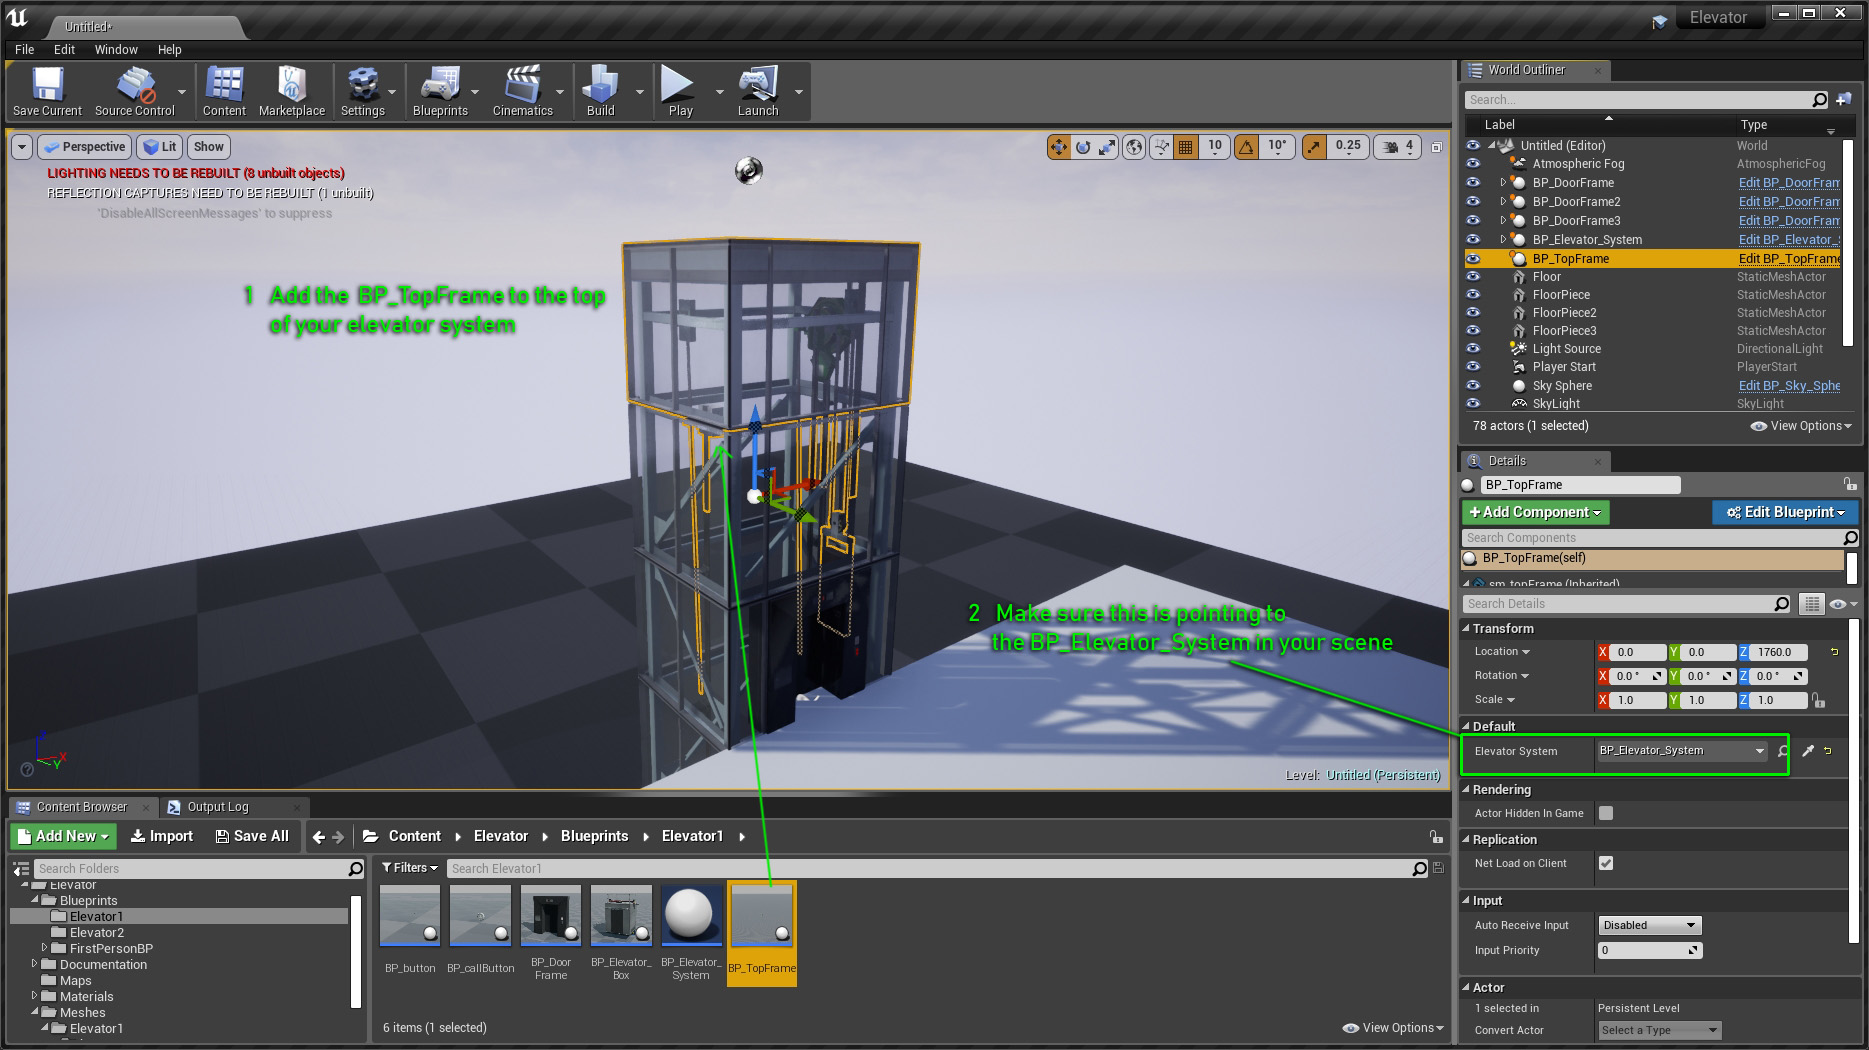 Untitled*
Elevator
File Edit Window Help
Save Current Source Control Content Marketplace Settings Blueprints Cinematics Build Play Launch
Perspective Lit Show
10 10° 0.25 4
LIGHTING NEEDS TO BE REBUILT (8 unbuilt objects)
REFLECTION CAPTURES NEED TO BE REBUILT (1 unbuilt)
'DisableAllScreenMessages' to suppress
1 Add the BP_TopFrame to the top
of your elevator system
2 Make sure this is pointing to
the BP_Elevator_System in your scene
Z X Y
Level: Untitled (Persistent)
World Outliner
Search...
Label Type
Untitled (Editor) World
Atmospheric Fog AtmosphericFog
BP_DoorFrame Edit BP_DoorFram
BP_DoorFrame2 Edit BP_DoorFram
BP_DoorFrame3 Edit BP_DoorFram
BP_Elevator_System Edit BP_Elevator_
BP_TopFrame Edit BP_TopFrame
Floor StaticMeshActor
FloorPiece StaticMeshActor
FloorPiece2 StaticMeshActor
FloorPiece3 StaticMeshActor
Light Source DirectionalLight
Player Start PlayerStart
Sky Sphere Edit BP_Sky_Sphe
SkyLight SkyLight
78 actors (1 selected) View Options
Details
BP_TopFrame
+Add Component Edit Blueprint
Search Components
BP_TopFrame(self)
sm_topFrame (Inherited)
Search Details
Transform
Location X 0.0 Y 0.0 Z 1760.0
Rotation X 0.0° Y 0.0° Z 0.0°
Scale X 1.0 Y 1.0 Z 1.0
Default
Elevator System BP_Elevator_System
Rendering
Actor Hidden In Game
Replication
Net Load on Client
Input
Auto Receive Input Disabled
Input Priority 0
Actor
1 selected in Persistent Level
Convert Actor Select a Type
Content Browser Output Log
Add New Import Save All Content Elevator Blueprints Elevator1
Search Folders
Filters Search Elevator1
Elevator
Blueprints
Elevator1
Elevator2
FirstPersonBP
Documentation
Maps
Materials
Meshes
Elevator1
BP_button BP_callButton BP_Door Frame BP_Elevator_ Box BP_Elevator_ System BP_TopFrame
6 items (1 selected) View Options